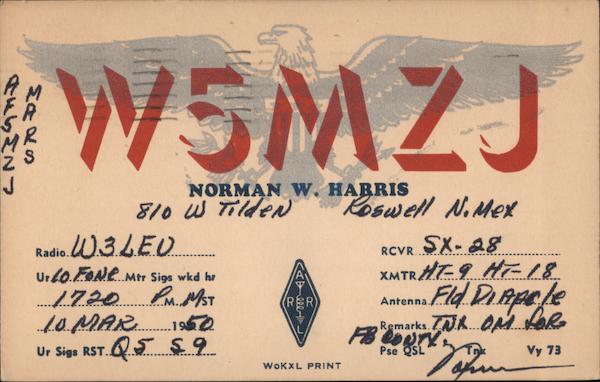 W5MZJ
AF5MZJ
MARS
NORMAN W. HARRIS
810 W Tilden Roswell N. Mex
Radio W3LEU
Ur 10 FONE Mtr Sigs wkd hr
1720 P M. MST
10 MAR 1950
Ur Sigs RST Q5 S9
A
R R
L
WOKXL PRINT
RCVR SX-28
XMTR HT-9 HT-18
Antenna Fld Diapole
Remarks TNX OM FOR
FB
Pse QSL Tnx Vy 73